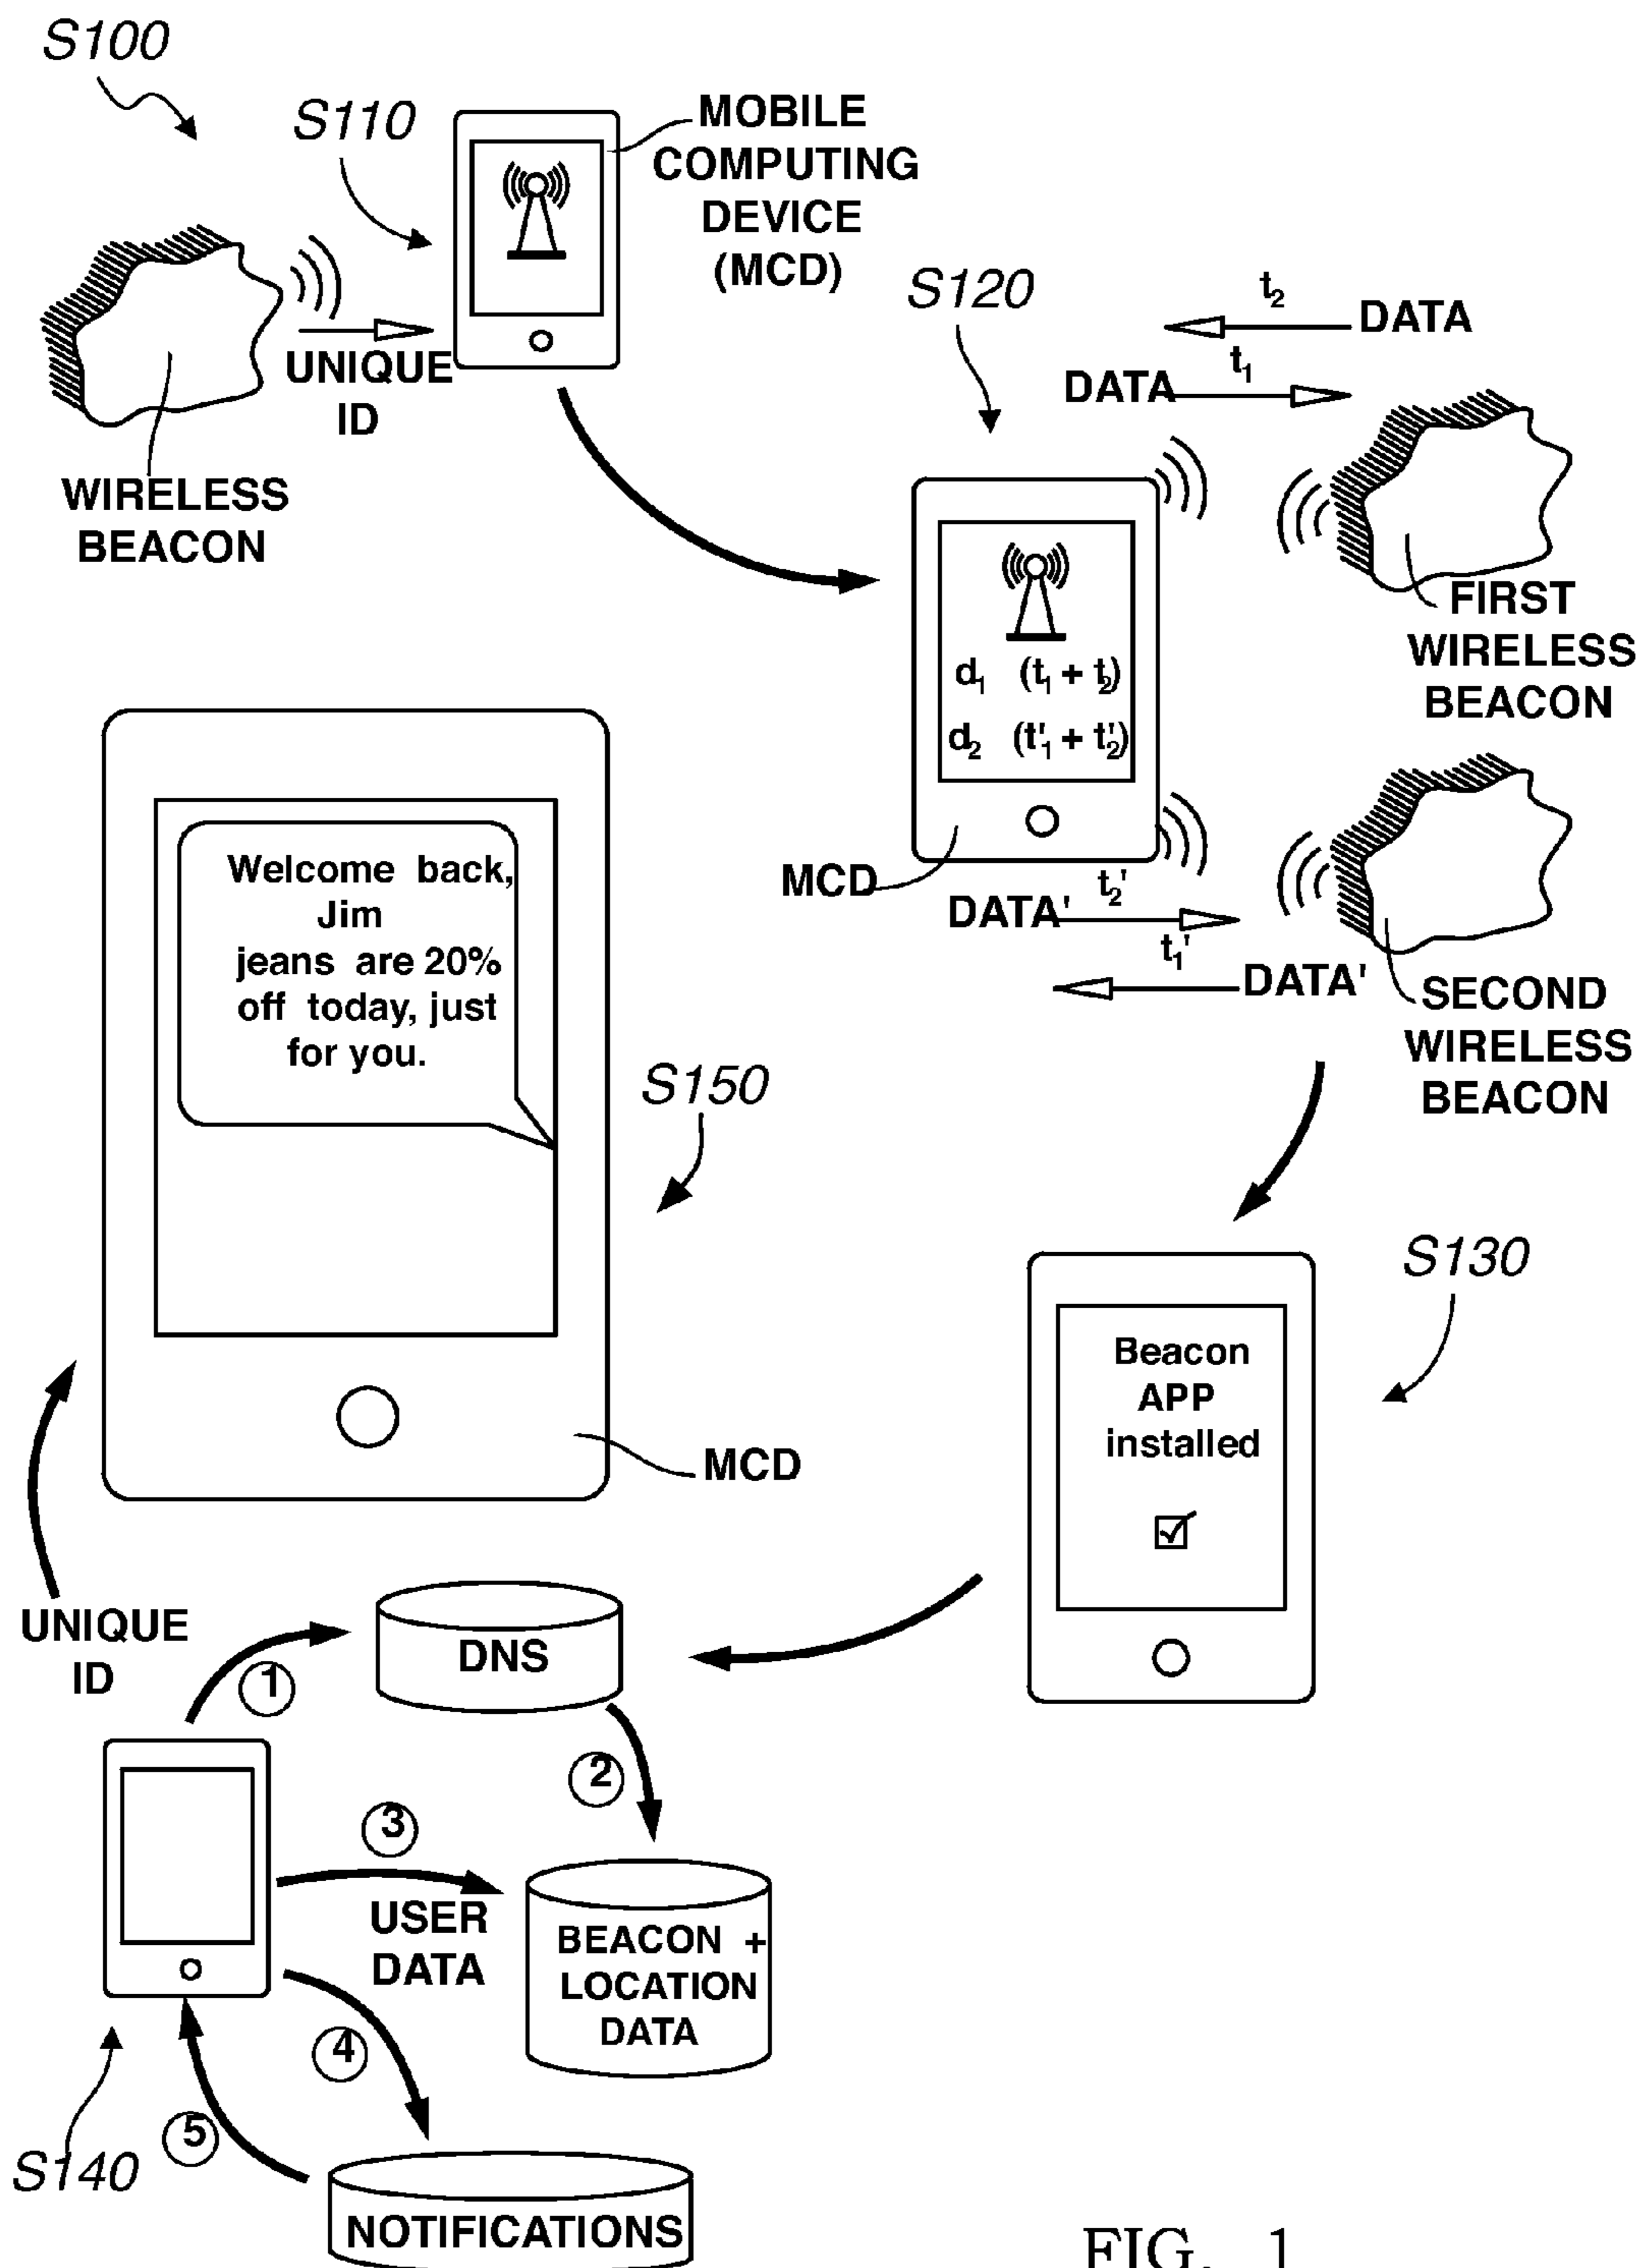 S100
S110
MOBILE
COMPUTING
DEVICE
(MCD)
UNIQUE
ID
WIRELESS
BEACON
S120
t2
DATA
t1
DATA
FIRST
WIRELESS
BEACON
d1 (t1 + t2)
d2 (t'1 + t'2)
MCD
t2'
DATA'
t1'
DATA'
SECOND
WIRELESS
BEACON
Welcome back,
Jim
jeans are 20%
off today, just
for you.
S150
MCD
S130
Beacon
APP
installed
UNIQUE
ID
DNS
1
2
3
USER
DATA
BEACON +
LOCATION
DATA
4
5
S140
NOTIFICATIONS
FIG. 1